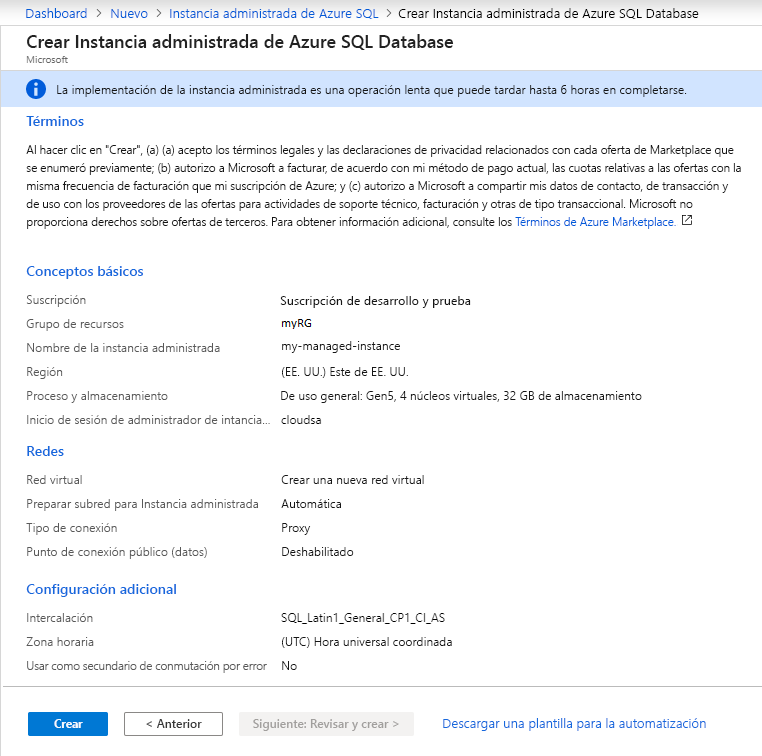 Dashboard > Nuevo > Instancia administrada de Azure SQL > Crear Instancia administrada de Azure SQL Database
Crear Instancia administrada de Azure SQL Database
Microsoft
La implementación de la instancia administrada es una operación lenta que puede tardar hasta 6 horas en completarse.
Términos
Al hacer clic en "Crear", (a) (a) acepto los términos legales y las declaraciones de privacidad relacionados con cada oferta de Marketplace que
se enumeró previamente; (b) autorizo a Microsoft a facturar, de acuerdo con mi método de pago actual, las cuotas relativas a las ofertas con la
misma frecuencia de facturación que mi suscripción de Azure; y (c) autorizo a Microsoft a compartir mis datos de contacto, de transacción y
de uso con los proveedores de las ofertas para actividades de soporte técnico, facturación y otras de tipo transaccional. Microsoft no
proporciona derechos sobre ofertas de terceros. Para obtener información adicional, consulte los Términos de Azure Marketplace.
Conceptos básicos
Suscripción Suscripción de desarrollo y prueba
Grupo de recursos myRG
Nombre de la instancia administrada my-managed-instance
Región (EE. UU.) Este de EE. UU.
Proceso y almacenamiento De uso general: Gen5, 4 núcleos virtuales, 32 GB de almacenamiento
Inicio de sesión de administrador de intancia... cloudsa
Redes
Red virtual Crear una nueva red virtual
Preparar subred para Instancia administrada Automática
Tipo de conexión Proxy
Punto de conexión público (datos) Deshabilitado
Configuración adicional
Intercalación SQL_Latin1_General_CP1_CI_AS
Zona horaria (UTC) Hora universal coordinada
Usar como secundario de conmutación por error No
Crear < Anterior Siguiente: Revisar y crear > Descargar una plantilla para la automatización